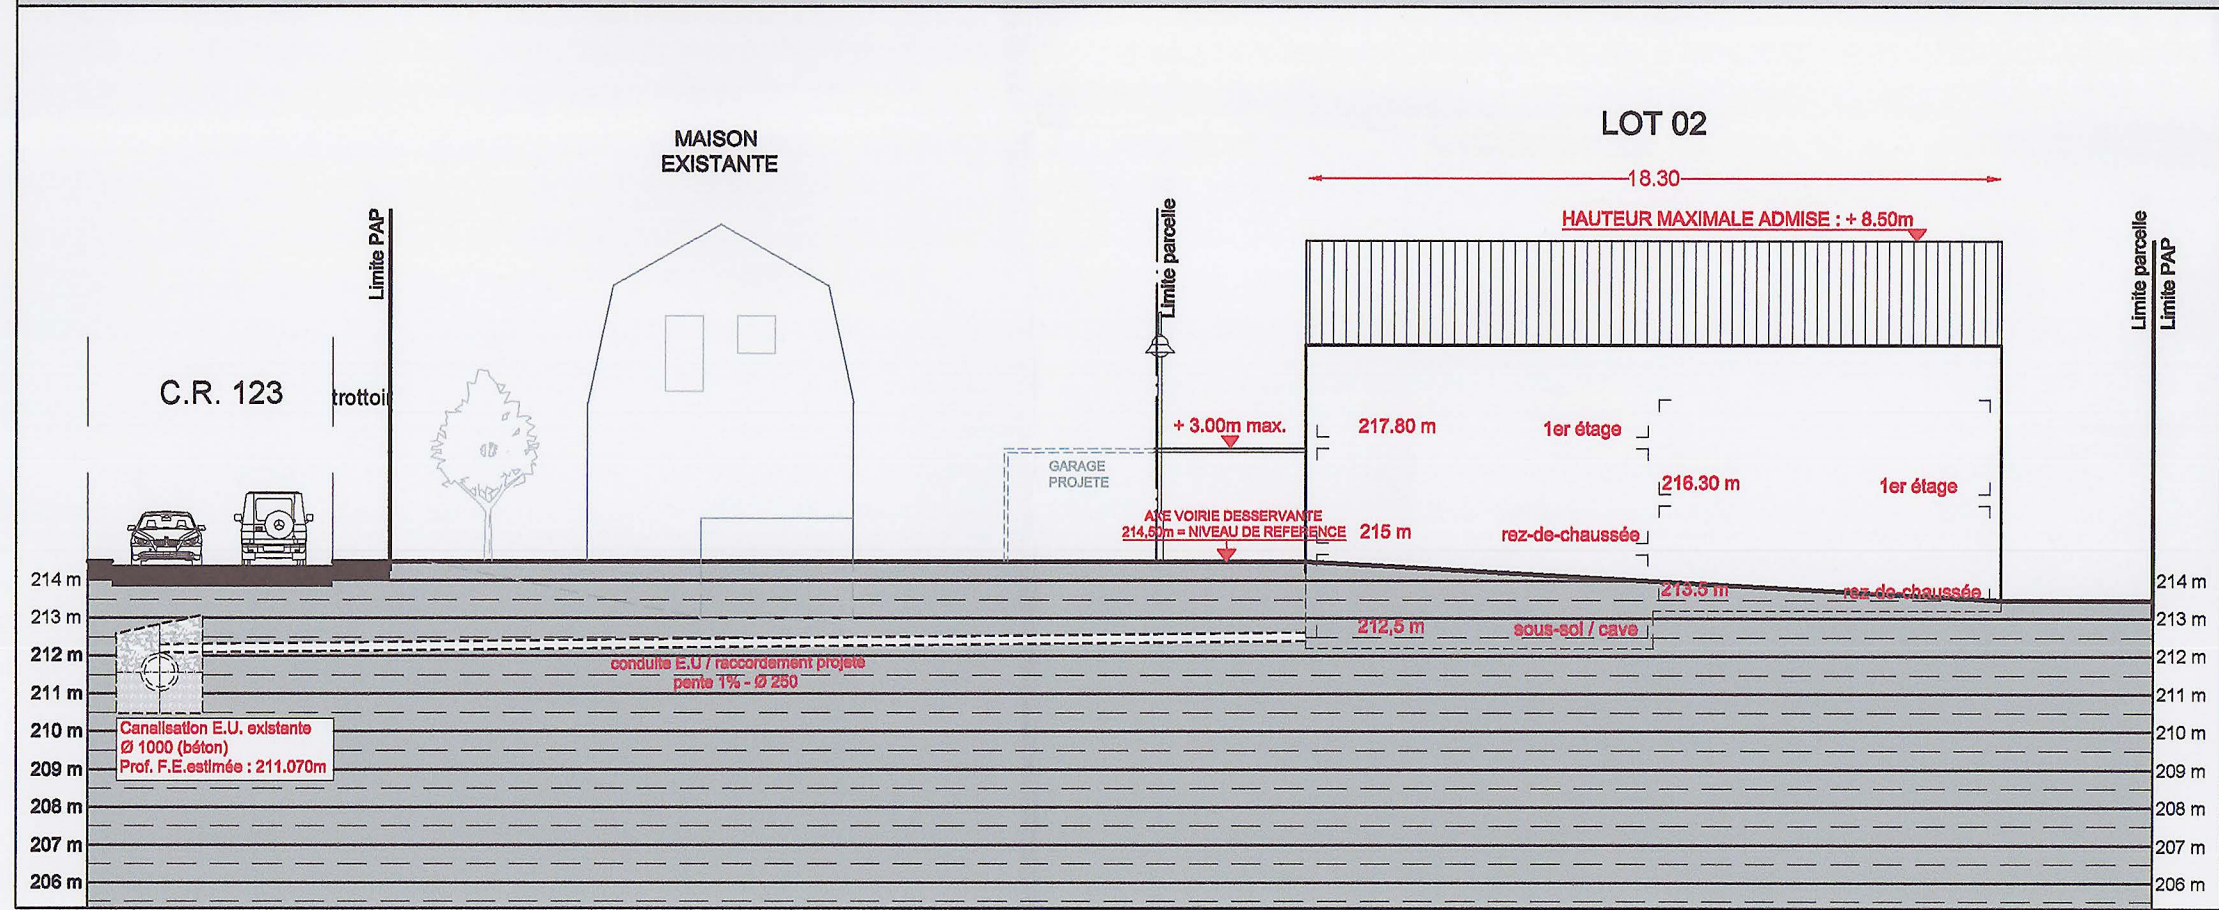 LOT 02
MAISON
EXISTANTE
18.30
HAUTEUR MAXIMALE ADMISE : + 8.50m
Limite PAP
Limite parcelle
Limite parcelle
Limite PAP
C.R. 123
trottoir
+ 3.00m max.
217.80 m
1er étage
GARAGE
PROJETE
216.30 m
1er étage
AXE VOIRIE DESSERVANTE
214,50m = NIVEAU DE REFERENCE
215 m
rez-de-chaussée
213.5 m
rez-de-chaussée
212,5 m
sous-sol / cave
conduite E.U / raccordement projeté
pente 1% - Ø 250
Canalisation E.U. existante
Ø 1000 (béton)
Prof. F.E.estimée : 211.070m
214 m
213 m
212 m
211 m
210 m
209 m
208 m
207 m
206 m
214 m
213 m
212 m
211 m
210 m
209 m
208 m
207 m
206 m